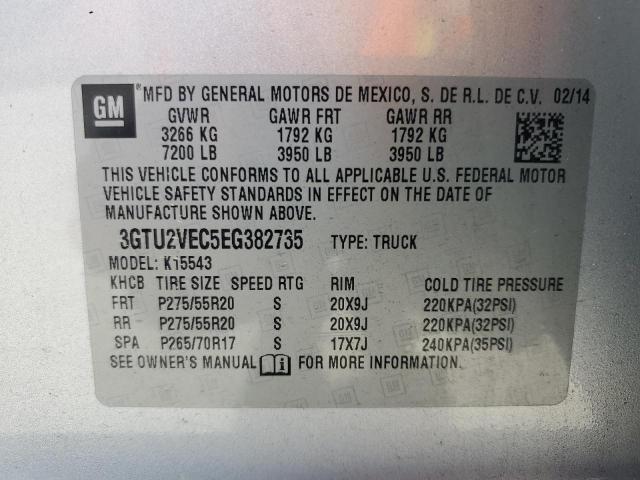 GM ® MFD BY GENERAL MOTORS DE MEXICO, S. DE R.L. DE C.V. 02/14
GVWR GAWR FRT GAWR RR
3266 KG 1792 KG 1792 KG
7200 LB 3950 LB 3950 LB
THIS VEHICLE CONFORMS TO ALL APPLICABLE U.S. FEDERAL MOTOR
VEHICLE SAFETY STANDARDS IN EFFECT ON THE DATE OF
MANUFACTURE SHOWN ABOVE.
3GTU2VEC5EG382735 TYPE: TRUCK
MODEL: K15543
KHCB TIRE SIZE SPEED RTG RIM COLD TIRE PRESSURE
FRT P275/55R20 S 20X9J 220KPA(32PSI)
RR P275/55R20 S 20X9J 220KPA(32PSI)
SPA P265/70R17 S 17X7J 240KPA(35PSI)
SEE OWNER'S MANUAL i FOR MORE INFORMATION.